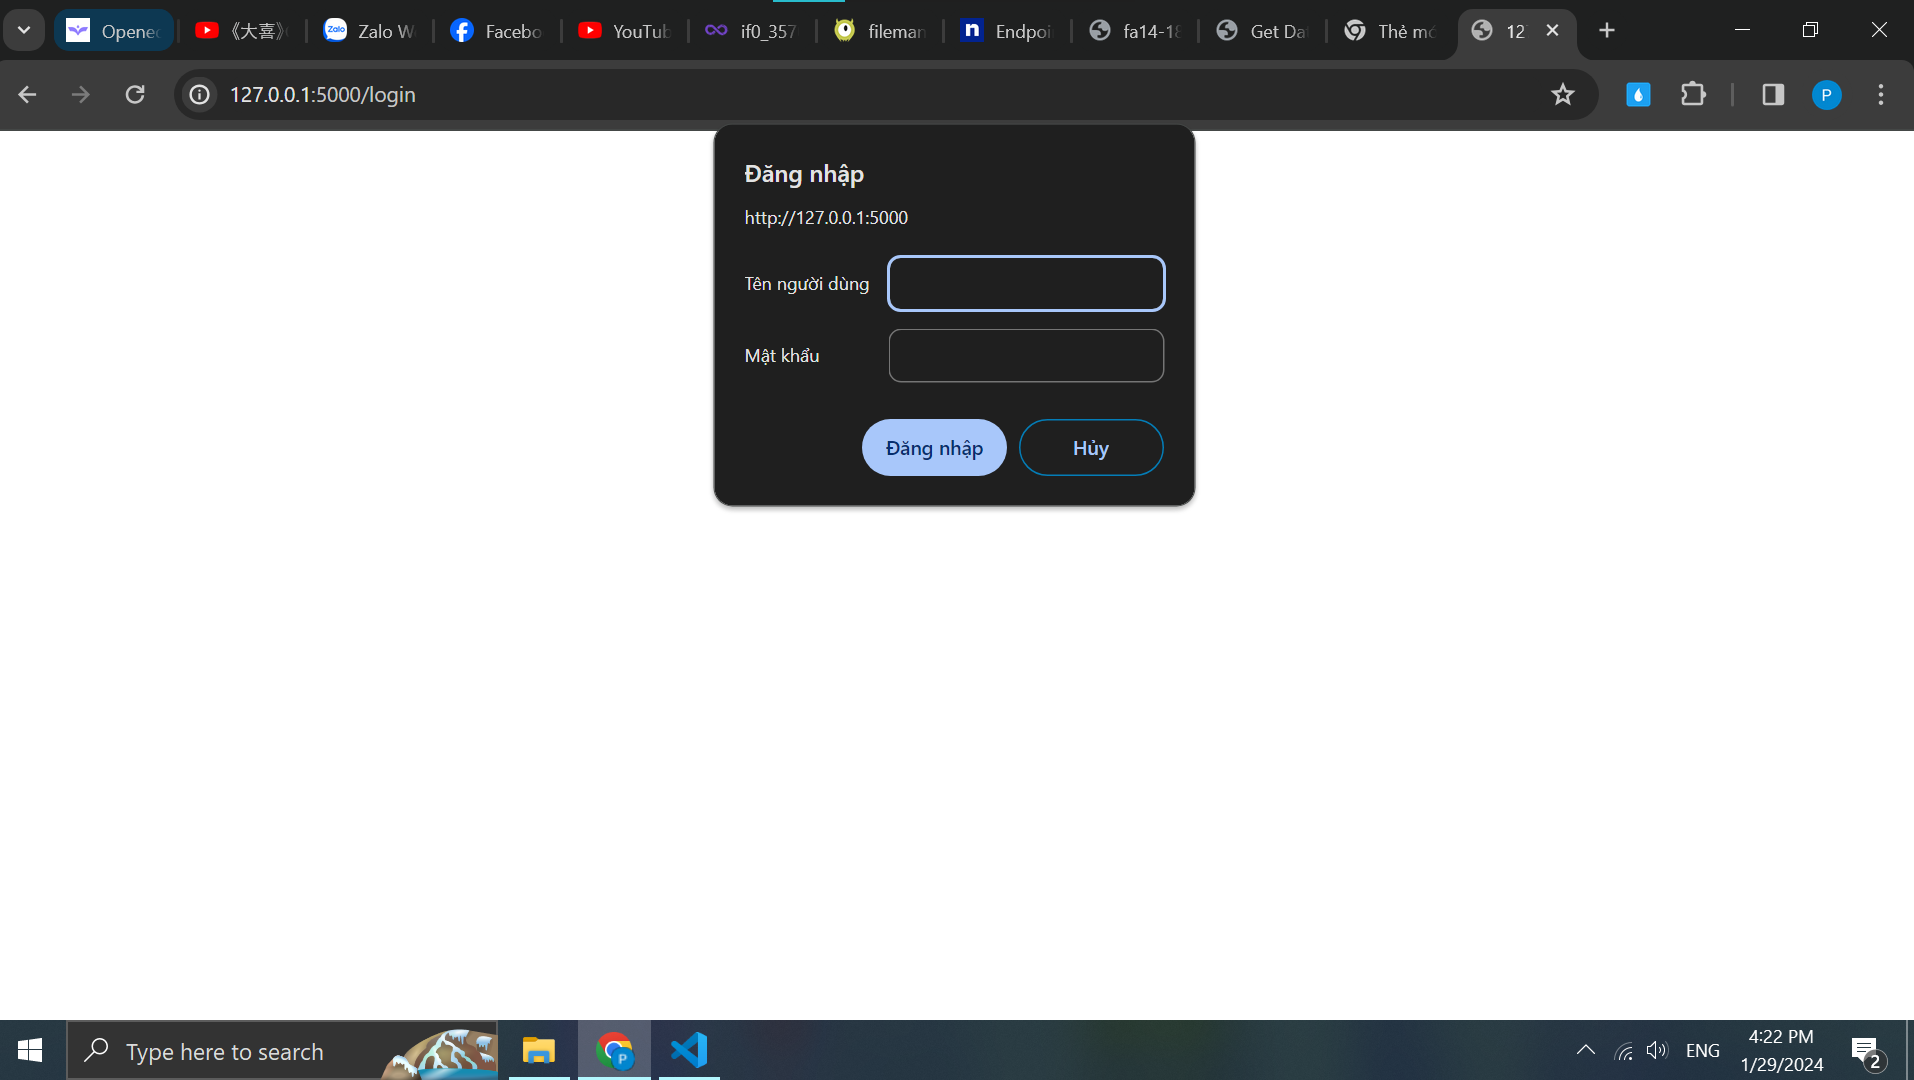 Opened
《大喜》
Zalo W
Facebo
YouTub
if0_357
fileman
Endpoi
fa14-18
Get Dat
Thẻ mớ
12
127.0.0.1:5000/login
P
Đăng nhập
http://127.0.0.1:5000
Tên người dùng
Mật khẩu
Đăng nhập
Hủy
Type here to search
P
ENG
4:22 PM
1/29/2024
2